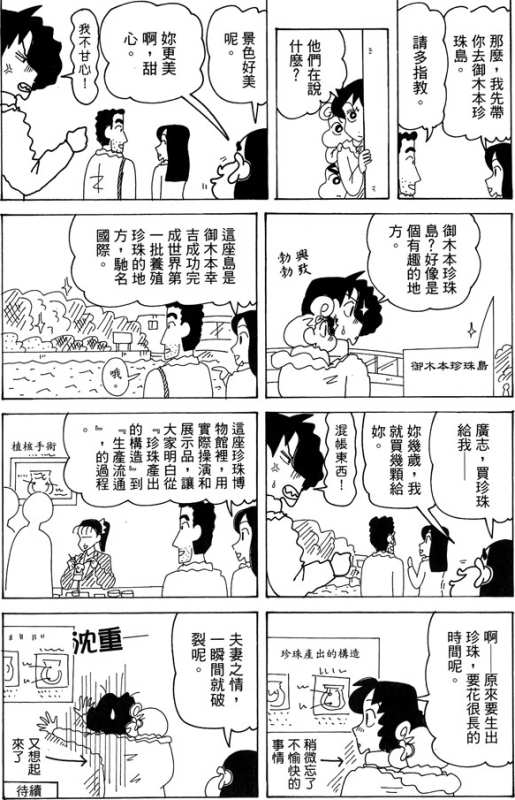 那麼，我先帶
你去御木本珍
珠島。
請多指教。
他們在說
什麼？
景色好美
呢。
妳更美
啊，甜
心。
我不甘心！
御木本珍珠
島？好像是
個有趣的地
方。
興致
勃勃
御木本珍珠島
這座島是
御木本幸
吉成功完
成世界第
一批養殖
珍珠的地
方，馳名
國際。
哦。
廣志，買珍珠
給我──
妳幾歲，我
就買幾顆給
妳。
混帳東西！
這座珍珠博
物館裡，用
實際操演和
展示品，讓
大家明白從
『珍珠產出
的構造』到
『生產流通
』，的過程
。
植核手術
啊──原來要生出
珍珠，要花很長的
時間呢。
珍珠產出的構造
稍微忘了
不愉快的
事情
夫妻之情，
一瞬間就破
裂呢。
沈重
又想起
來了
待續